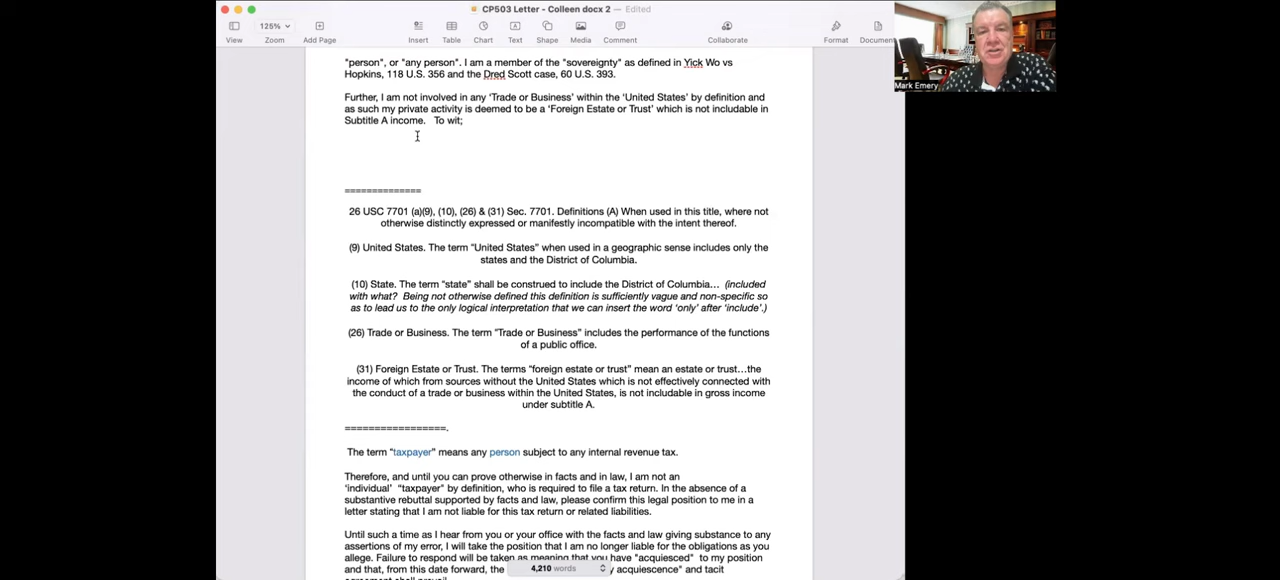 CP503 Letter - Colleen docx 2 — Edited
125%
View
Zoom
Add Page
Insert
Table
Chart
Text
Shape
Media
Comment
Collaborate
Format
Document
Mark Emery
"person", or "any person". I am a member of the "sovereignty" as defined in Yick Wo vs
Hopkins, 118 U.S. 356 and the Dred Scott case, 60 U.S. 393.
Further, I am not involved in any 'Trade or Business' within the 'United States' by definition and
as such my private activity is deemed to be a 'Foreign Estate or Trust' which is not includable in
Subtitle A income. To wit;
==============
26 USC 7701 (a)(9), (10), (26) & (31) Sec. 7701. Definitions (A) When used in this title, where not
otherwise distinctly expressed or manifestly incompatible with the intent thereof.
(9) United States. The term "United States" when used in a geographic sense includes only the
states and the District of Columbia.
(10) State. The term "state" shall be construed to include the District of Columbia… (included
with what? Being not otherwise defined this definition is sufficiently vague and non-specific so
as to lead us to the only logical interpretation that we can insert the word 'only' after 'include'.)
(26) Trade or Business. The term "Trade or Business" includes the performance of the functions
of a public office.
(31) Foreign Estate or Trust. The terms "foreign estate or trust" mean an estate or trust…the
income of which from sources without the United States which is not effectively connected with
the conduct of a trade or business within the United States, is not includable in gross income
under subtitle A.
=================.
The term "taxpayer" means any person subject to any internal revenue tax.
Therefore, and until you can prove otherwise in facts and in law, I am not an
'individual' "taxpayer" by definition, who is required to file a tax return. In the absence of a
substantive rebuttal supported by facts and law, please confirm this legal position to me in a
letter stating that I am not liable for this tax return or related liabilities.
Until such a time as I hear from you or your office with the facts and law giving substance to any
assertions of my error, I will take the position that I am no longer liable for the obligations as you
allege. Failure to respond will be taken as meaning that you have "acquiesced" to my position
and that, from this date forward, the
4,210 words
acquiescence" and tacit
agreement shall prevail